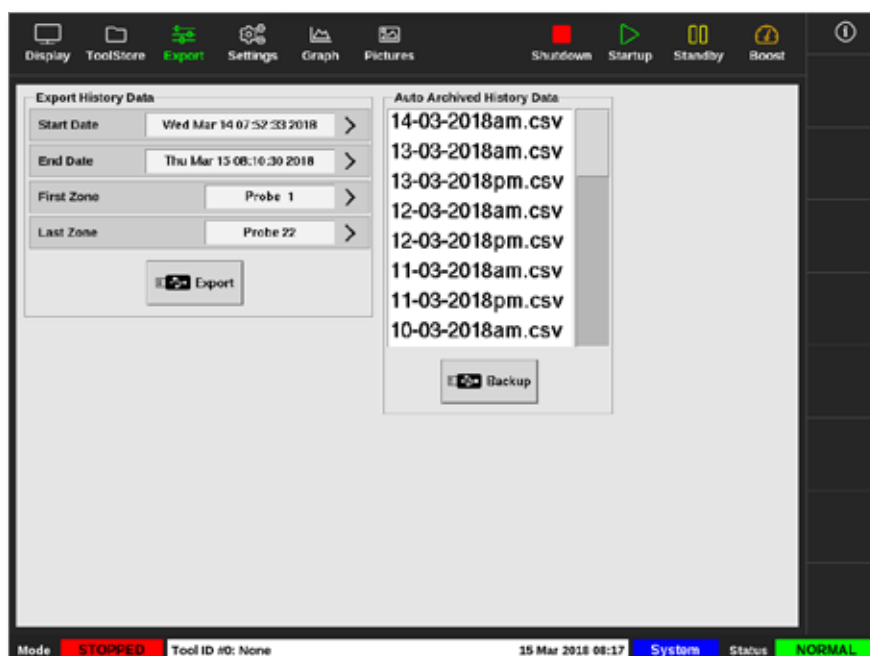 Display ToolStore Export Settings Graph Pictures Shutdown Startup Standby Boost
Export History Data
Start Date Wed Mar 14 07:52:33 2018
End Date Thu Mar 15 08:10:30 2018
First Zone Probe 1
Last Zone Probe 22
Export
Auto Archived History Data
14-03-2018am.csv
13-03-2018am.csv
13-03-2018pm.csv
12-03-2018am.csv
12-03-2018pm.csv
11-03-2018am.csv
11-03-2018pm.csv
10-03-2018am.csv
Backup
Mode STOPPED Tool ID #0: None 15 Mar 2018 08:17 System Status NORMAL